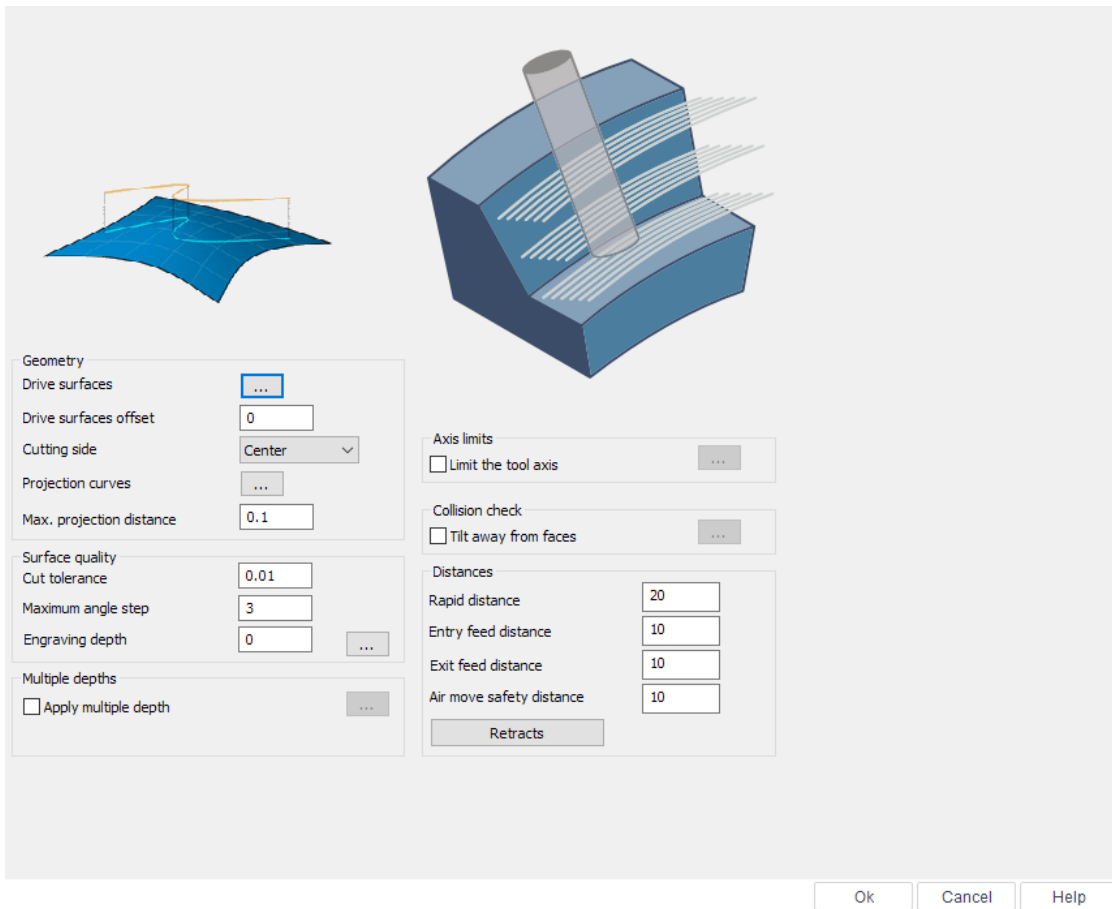 Geometry
Drive surfaces ...
Drive surfaces offset 0
Cutting side Center
Projection curves ...
Max. projection distance 0.1
Surface quality
Cut tolerance 0.01
Maximum angle step 3
Engraving depth 0 ...
Multiple depths
Apply multiple depth ...
Axis limits
Limit the tool axis ...
Collision check
Tilt away from faces ...
Distances
Rapid distance 20
Entry feed distance 10
Exit feed distance 10
Air move safety distance 10
Retracts
Ok Cancel Help